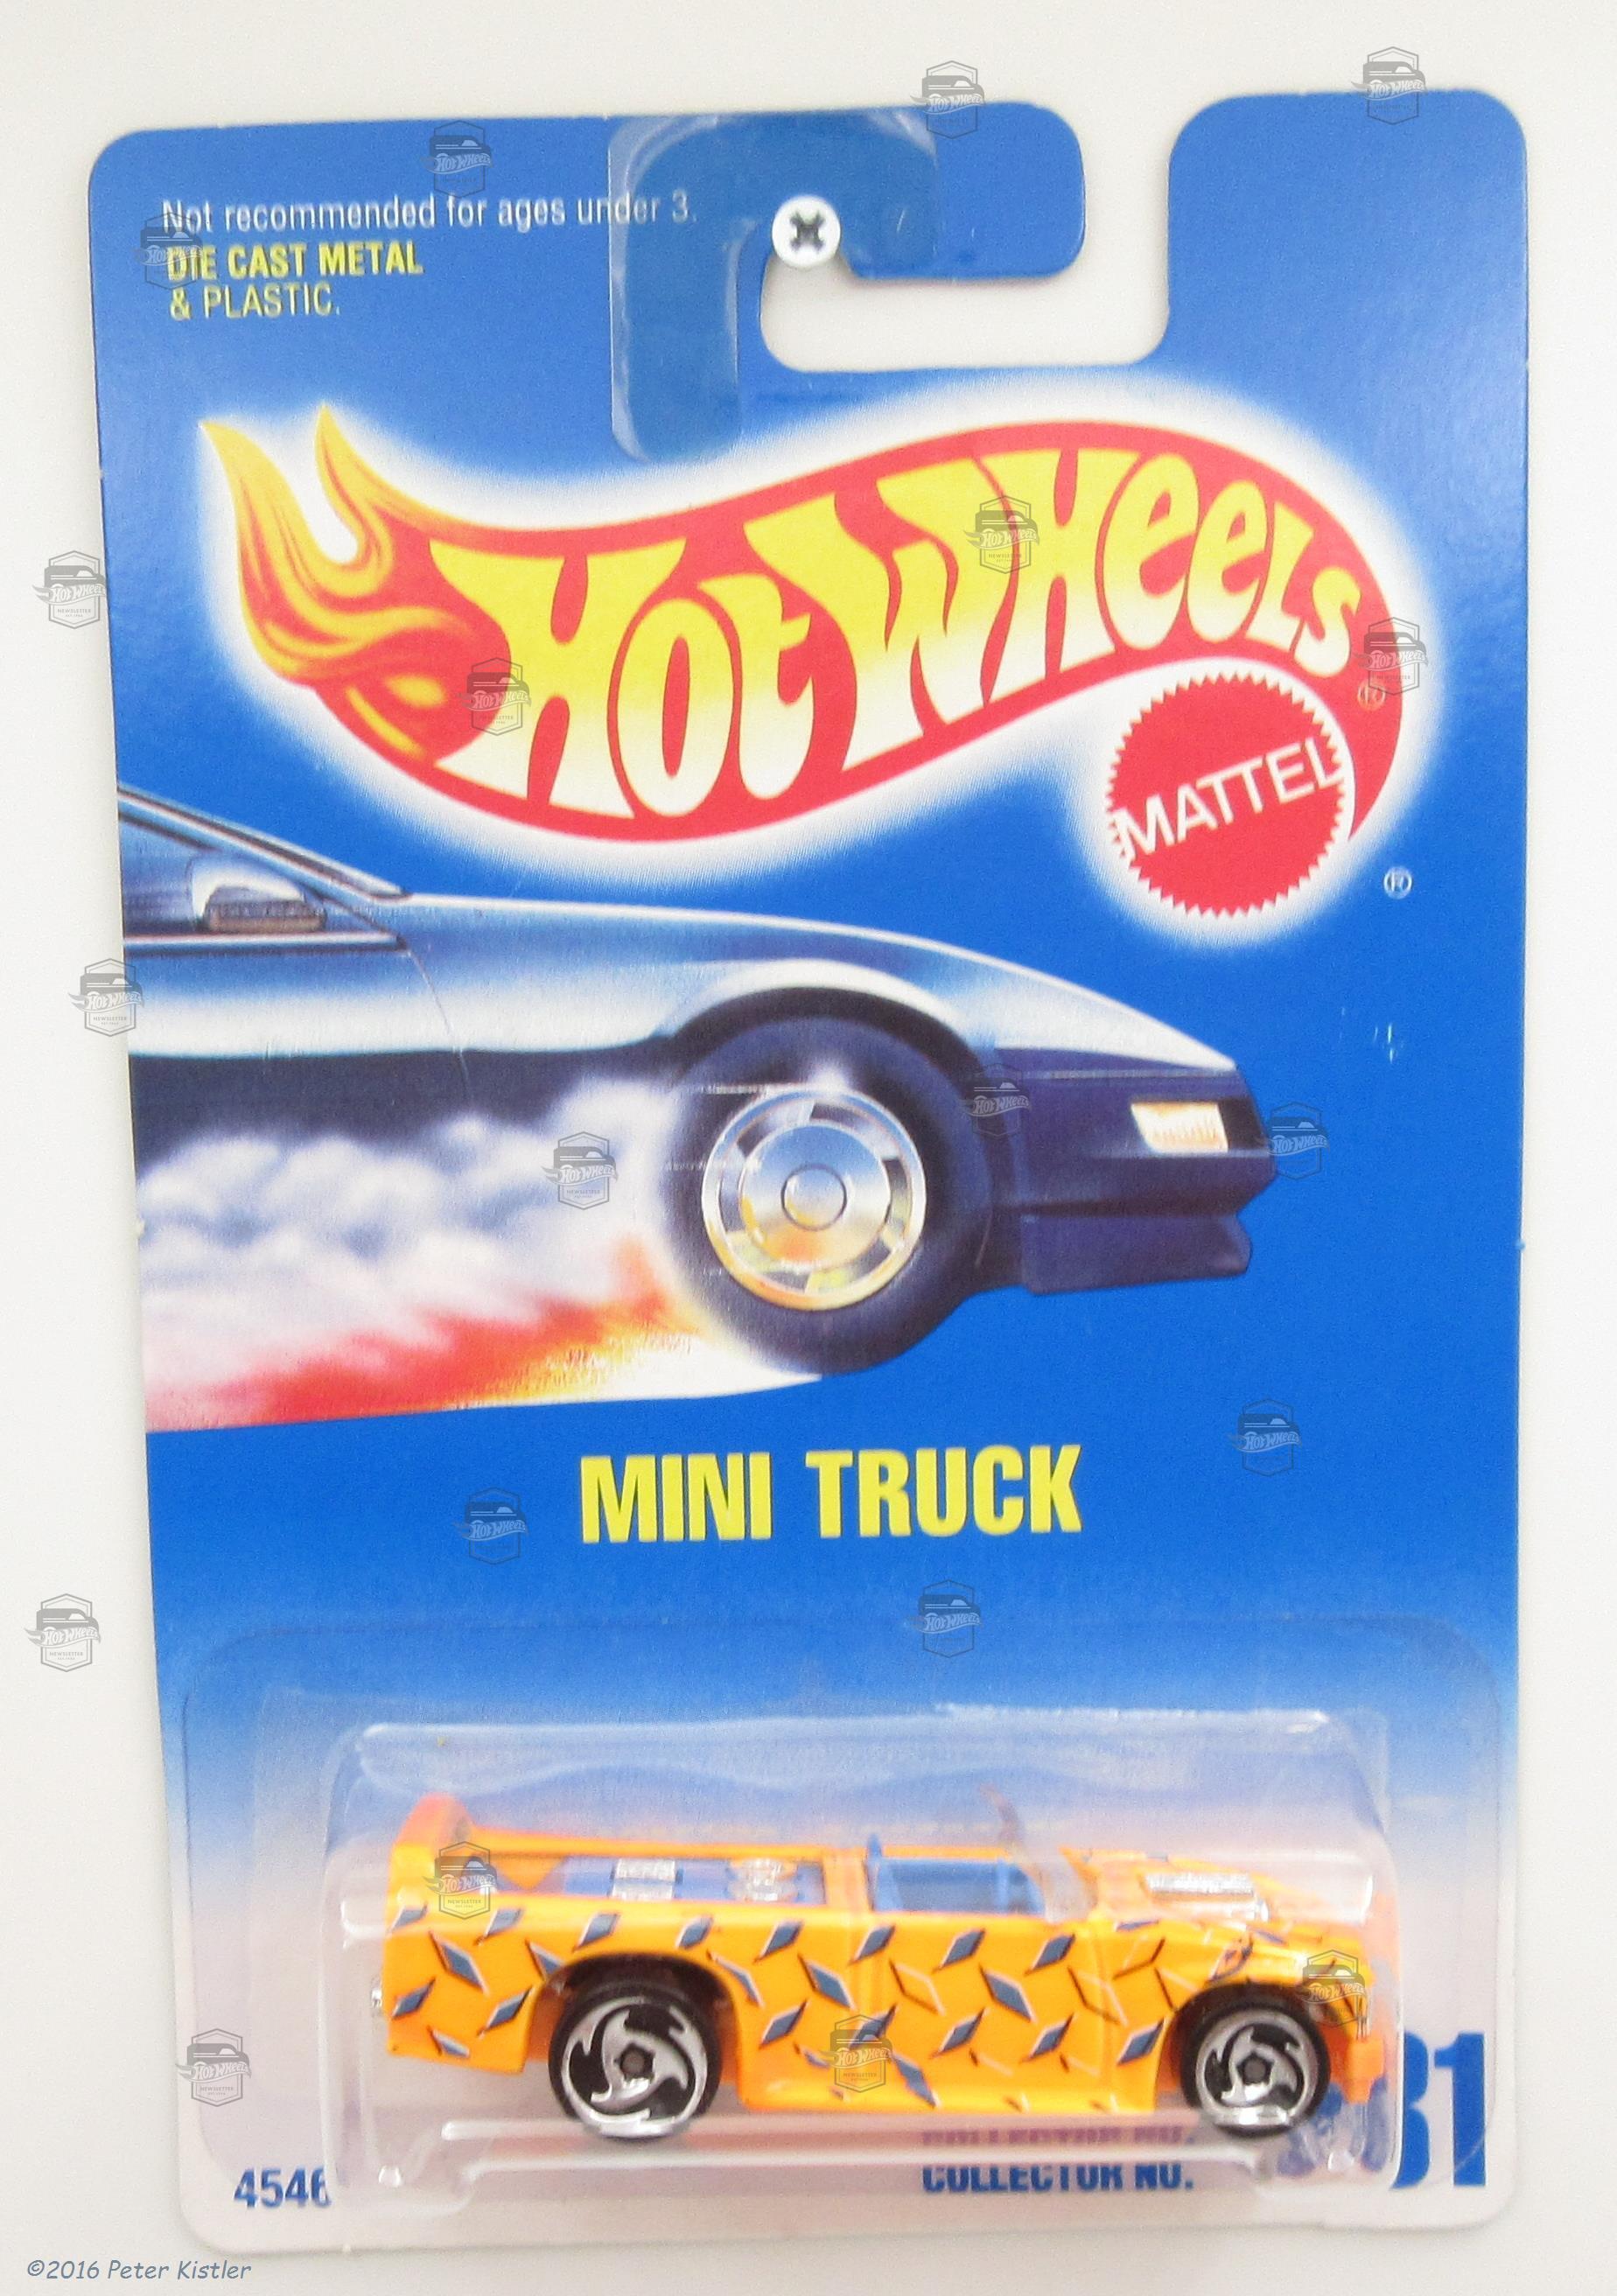 Not recommended for ages under 3.
DIE CAST METAL
& PLASTIC.
Hot Wheels
®
MATTEL
®
MINI TRUCK
COLLECTOR NO.
31
4546
©2016 Peter Kistler